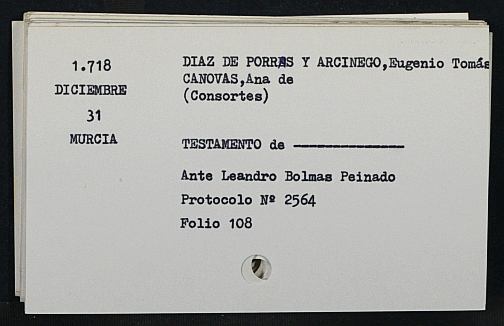 1.718
DICIEMBRE
31
MURCIA
DIAZ DE PORRAS Y ARCINEGO,Eugenio Tomás
CANOVAS,Ana de
(Consortes)
TESTAMENTO de ---------------
Ante Leandro Bolmas Peinado
Protocolo Nº 2564
Folio 108